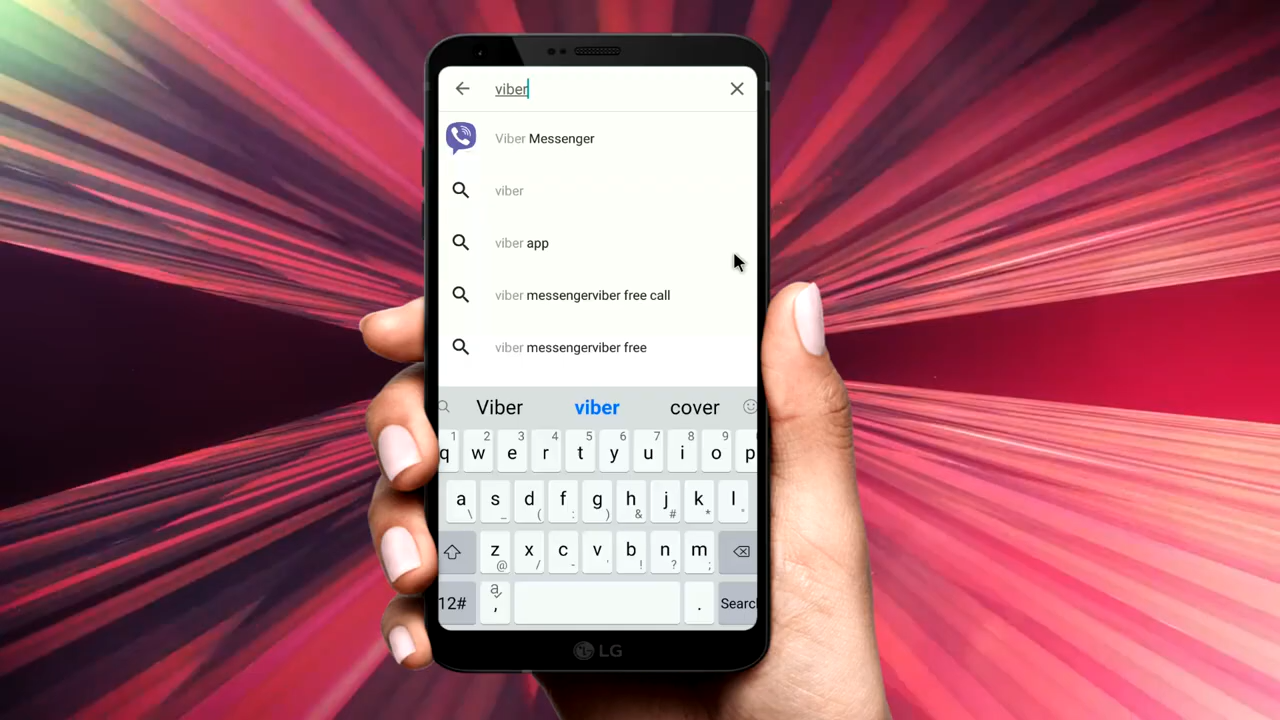 viber
Viber Messenger
viber
viber app
viber messengerviber free call
viber messengerviber free
Viber viber cover
1 2 3 4 5 6 7 8 9
q w e r t y u i o p
a s d f g h j k l
\ _ ( : ) & # * "
z x c v b n m
@ / - ' ! ? ;
12# a , . Searc
LG